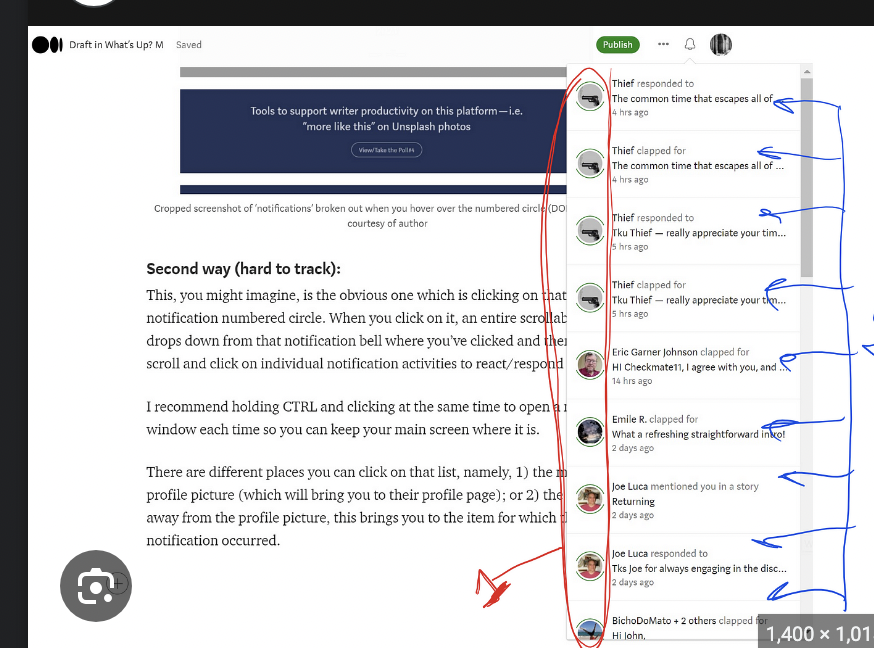 Draft in What's Up? M Saved
Publish
Tools to support writer productivity on this platform — i.e.
"more like this" on Unsplash photos
View/Take the Poll
Cropped screenshot of 'notifications' broken out when you hover over the numbered circle
courtesy of author
Second way (hard to track):
This, you might imagine, is the obvious one which is clicking on that
notification numbered circle. When you click on it, an entire
drops down from that notification bell where you've clicked and
scroll and click on individual notification activities to react/respond
I recommend holding CTRL and clicking at the same time to open a
window each time so you can keep your main screen where it is.
There are different places you can click on that list, namely, 1) the
profile picture (which will bring you to their profile page); or 2) the
away from the profile picture, this brings you to the item for which
notification occurred.
Thief responded to
The common time that escapes all of
4 hrs ago
Thief clapped for
The common time that escapes all of ...
4 hrs ago
Thief responded to
Tku Thief — really appreciate your tim...
5 hrs ago
Thief clapped for
Tku Thief — really appreciate your tim...
5 hrs ago
Eric Garner Johnson clapped for
HI Checkmate11, I agree with you, and ...
14 hrs ago
Emile R. clapped for
What a refreshing straightforward intro!
2 days ago
Joe Luca mentioned you in a story
Returning
2 days ago
Joe Luca responded to
Tks Joe for always engaging in the disc...
2 days ago
BichoDoMato + 2 others clapped for
Hi John,
1,400 × 1,01